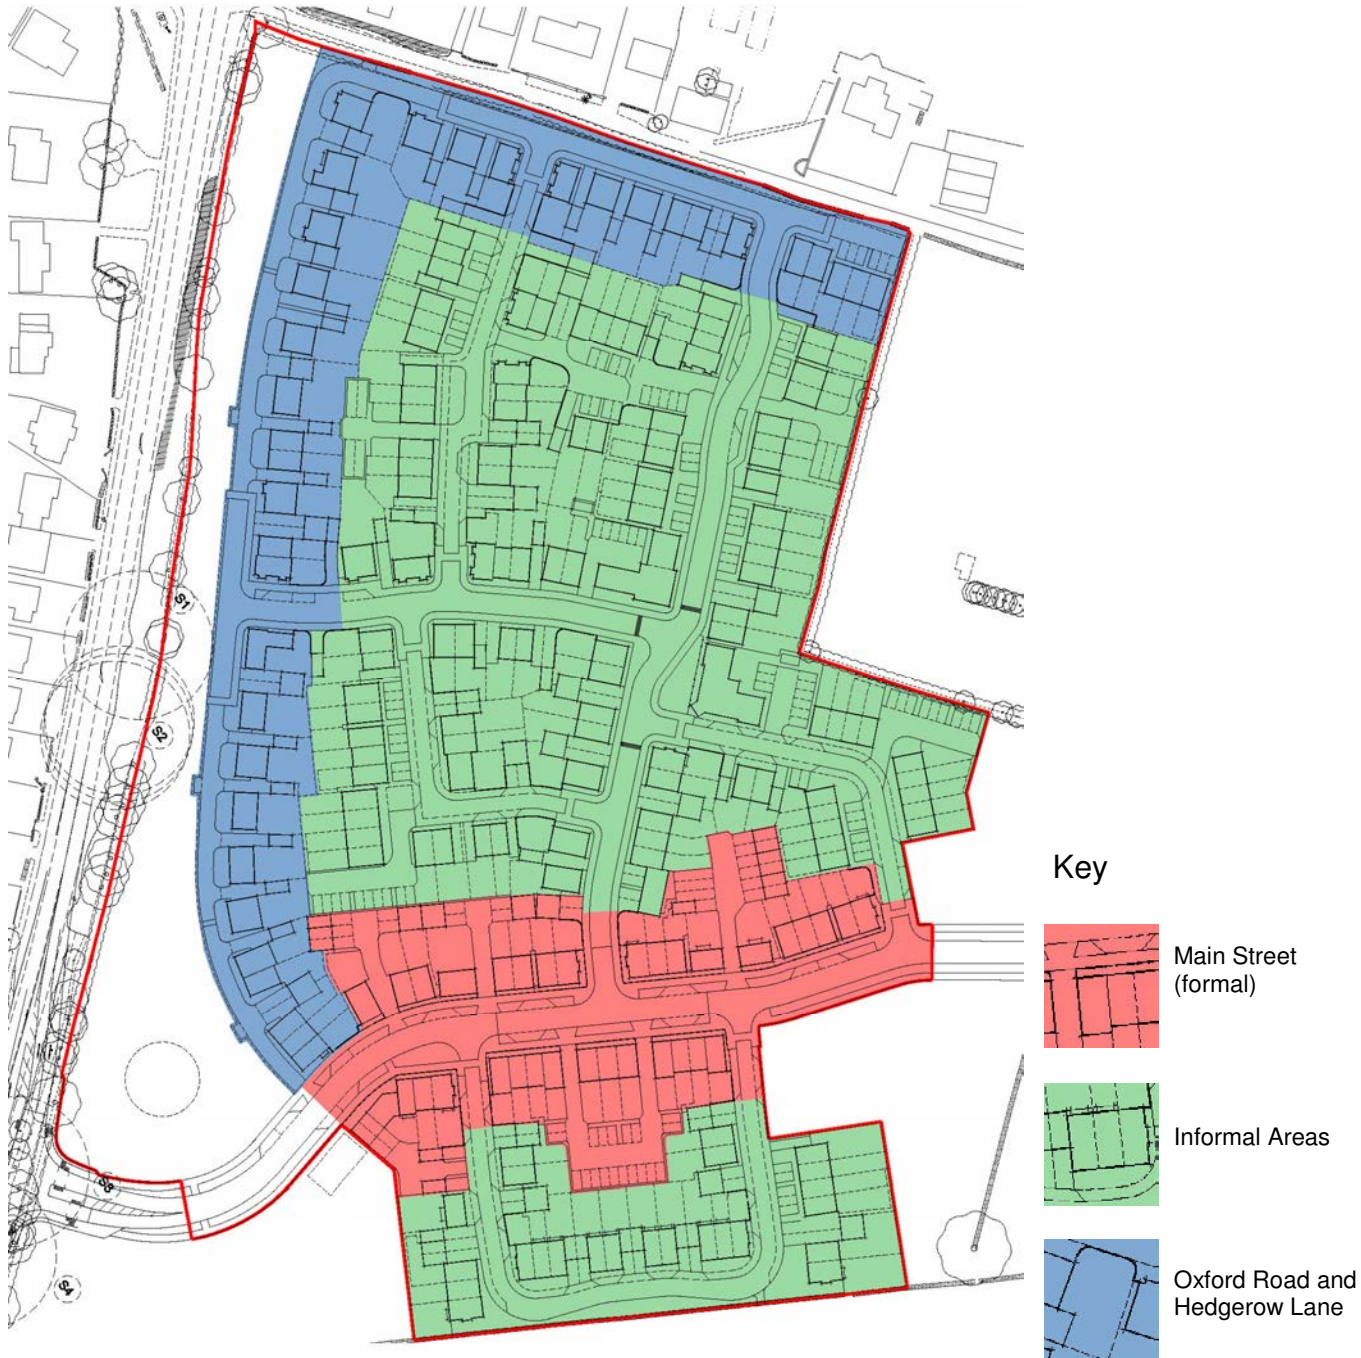 S1
S2
S3
S4
Key
Main Street
(formal)
Informal Areas
Oxford Road and
Hedgerow Lane